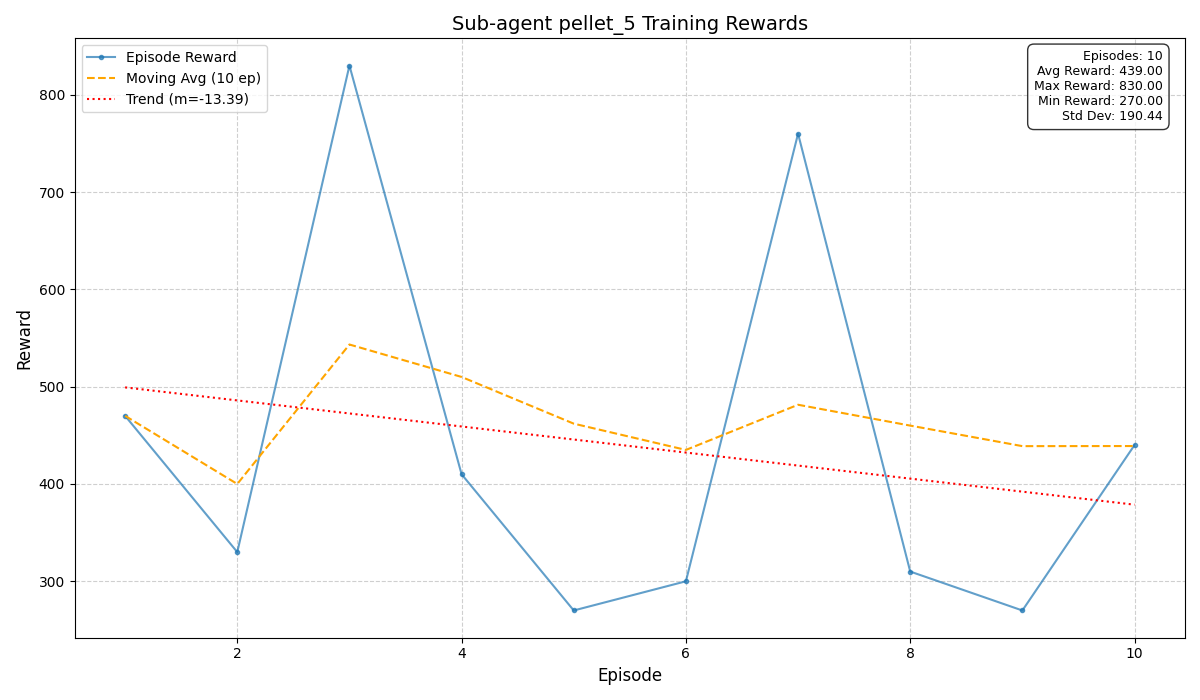 Sub-agent pellet_5 Training Rewards
Episode Reward
Moving Avg (10 ep)
Trend (m=-13.39)
Episodes: 10
Avg Reward: 439.00
Max Reward: 830.00
Min Reward: 270.00
Std Dev: 190.44
800
700
600
500
400
300
Reward
2
4
6
8
10
Episode